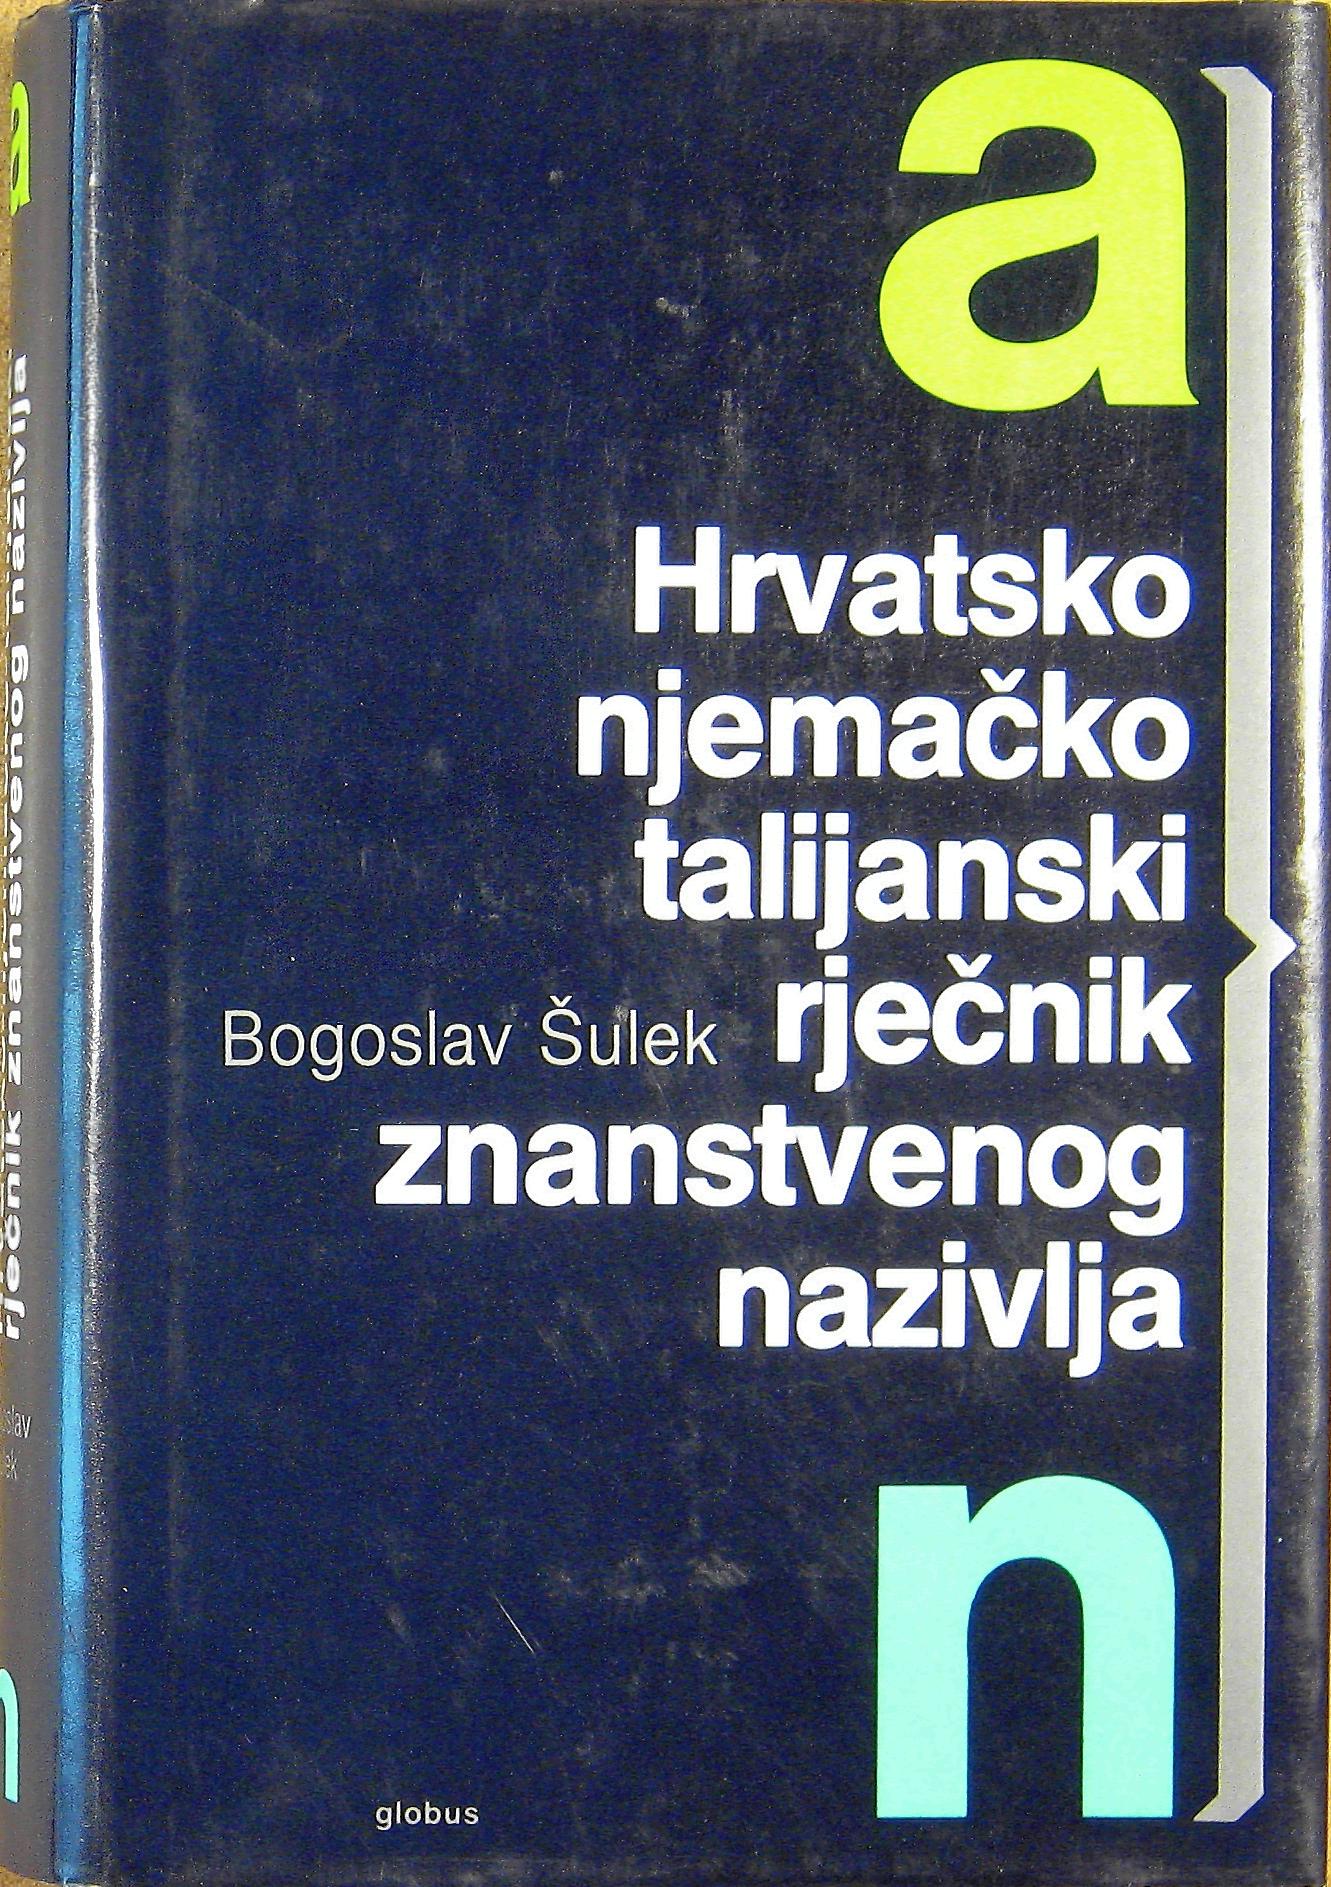 a
Hrvatsko
njemačko
talijanski
Bogoslav Šulek rječnik
znanstvenog
nazivlja
n
globus
a
rječnik znanstvenog nazivlja
n